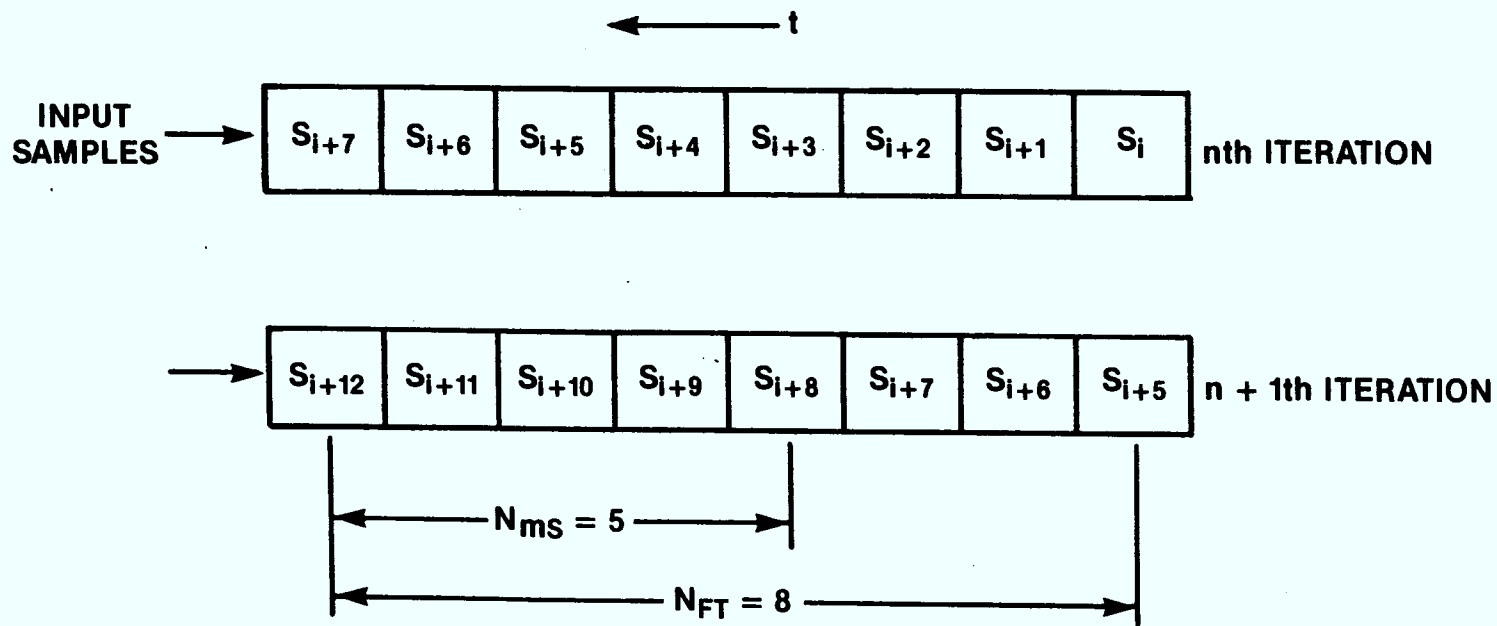 t
INPUT
SAMPLES
S_{i+7} S_{i+6} S_{i+5} S_{i+4} S_{i+3} S_{i+2} S_{i+1} S_i nth ITERATION
S_{i+12} S_{i+11} S_{i+10} S_{i+9} S_{i+8} S_{i+7} S_{i+6} S_{i+5} n + 1th ITERATION
N_{mS} = 5
N_{FT} = 8